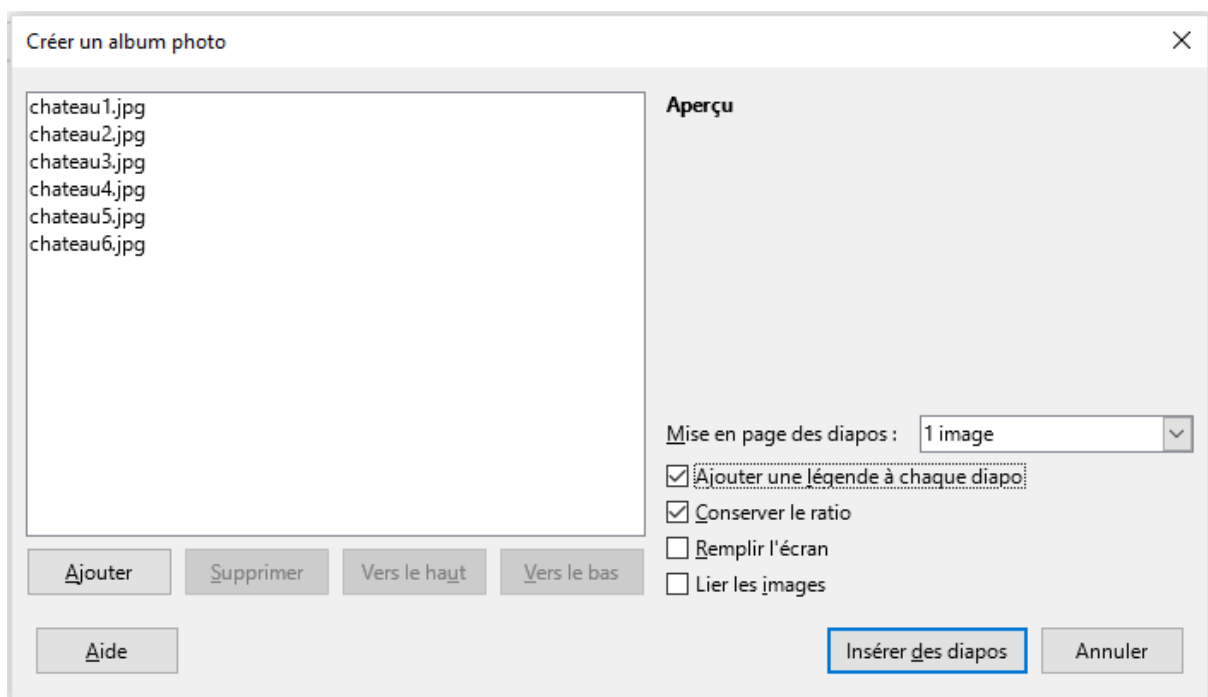 Créer un album photo
chateau1.jpg
chateau2.jpg
chateau3.jpg
chateau4.jpg
chateau5.jpg
chateau6.jpg
Aperçu
Mise en page des diapos : 1 image
Ajouter une légende à chaque diapo
Conserver le ratio
Remplir l'écran
Lier les images
Ajouter Supprimer Vers le haut Vers le bas
Aide Insérer des diapos Annuler